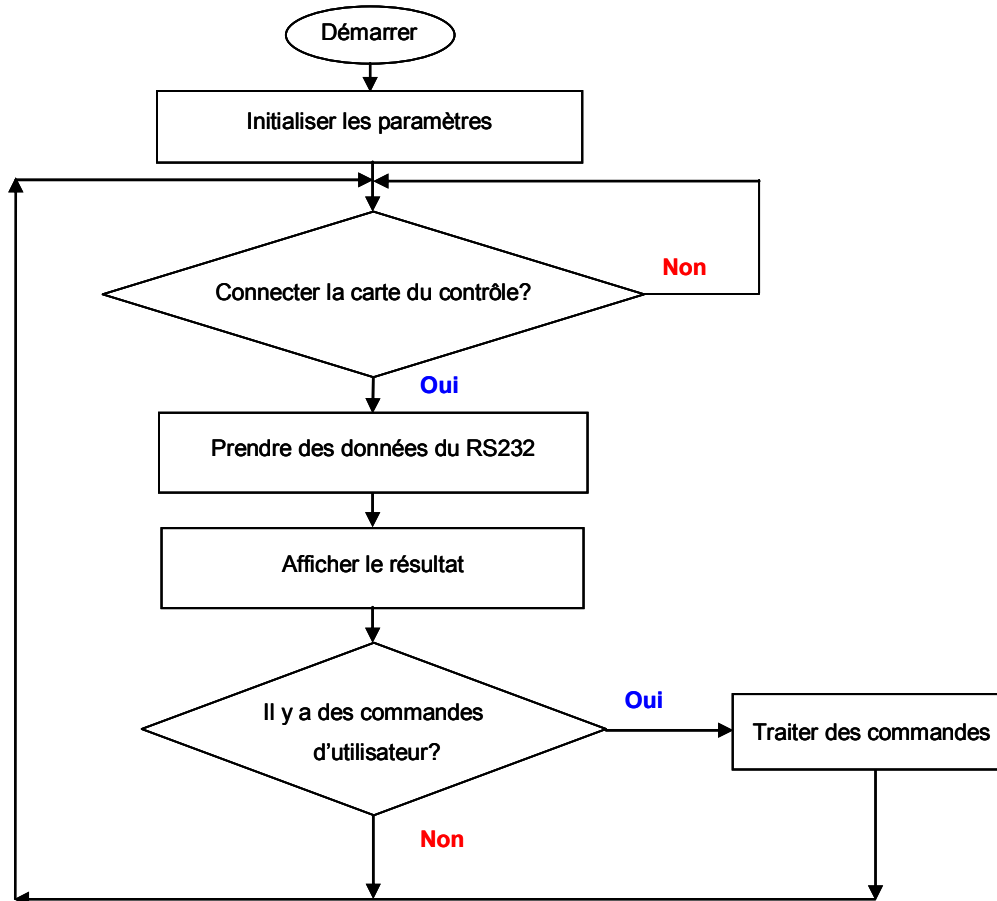 Démarrer
Initialiser les paramètres
Non
Connecter la carte du contrôle?
Oui
Prendre des données du RS232
Afficher le résultat
Il y a des commandes
d'utilisateur?
Oui
Traiter des commandes
Non